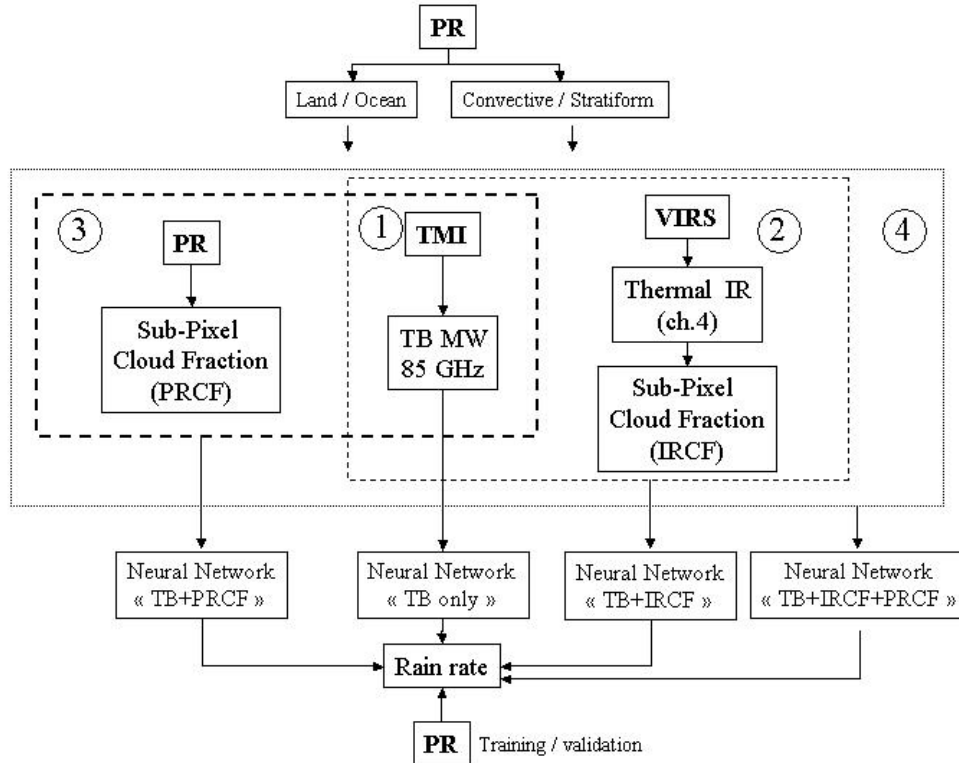 PR
Land / Ocean
Convective / Stratiform
3
1
2
4
PR
TMI
VIRS
Sub-Pixel
Cloud Fraction
(PRCF)
TB MW
85 GHz
Thermal IR
(ch.4)
Sub-Pixel
Cloud Fraction
(IRCF)
Neural Network
« TB+PRCF »
Neural Network
« TB only »
Neural Network
« TB+IRCF »
Neural Network
« TB+IRCF+PRCF »
Rain rate
PR
Training / validation